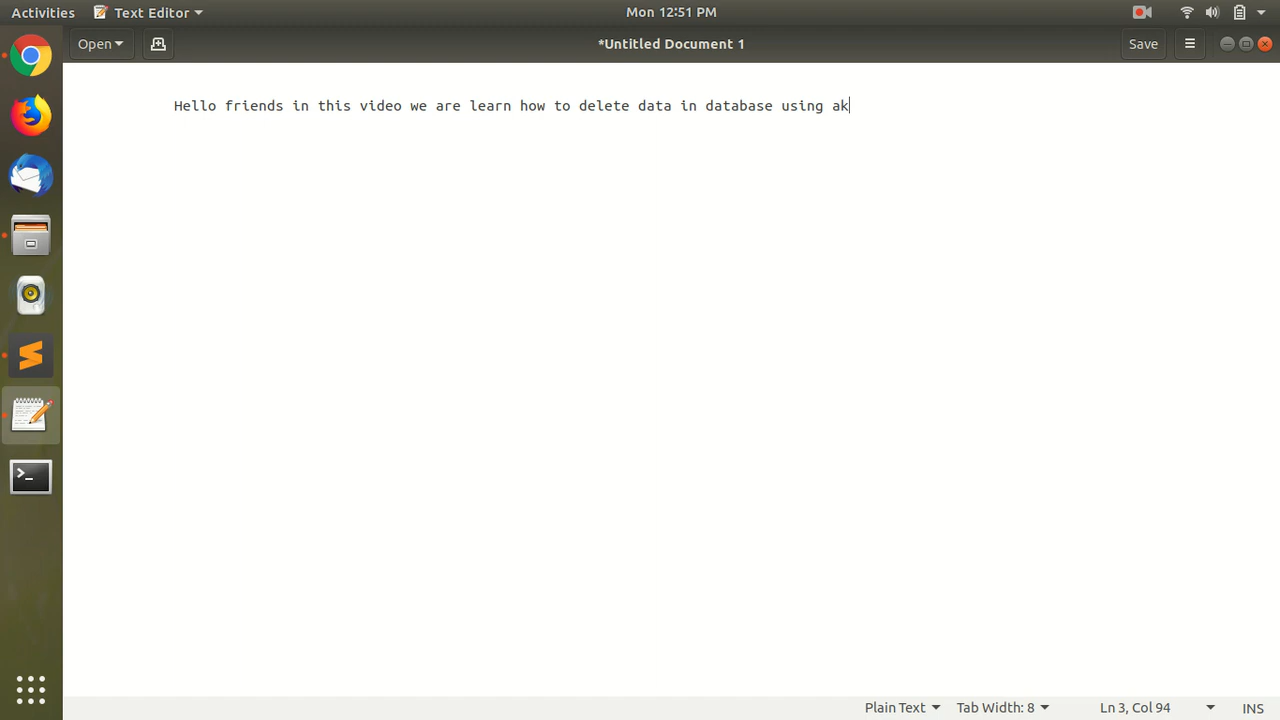 Activities Text Editor Mon 12:51 PM
Open *Untitled Document 1 Save
Hello friends in this video we are learn how to delete data in database using ak
Plain Text Tab Width: 8 Ln 3, Col 94 INS